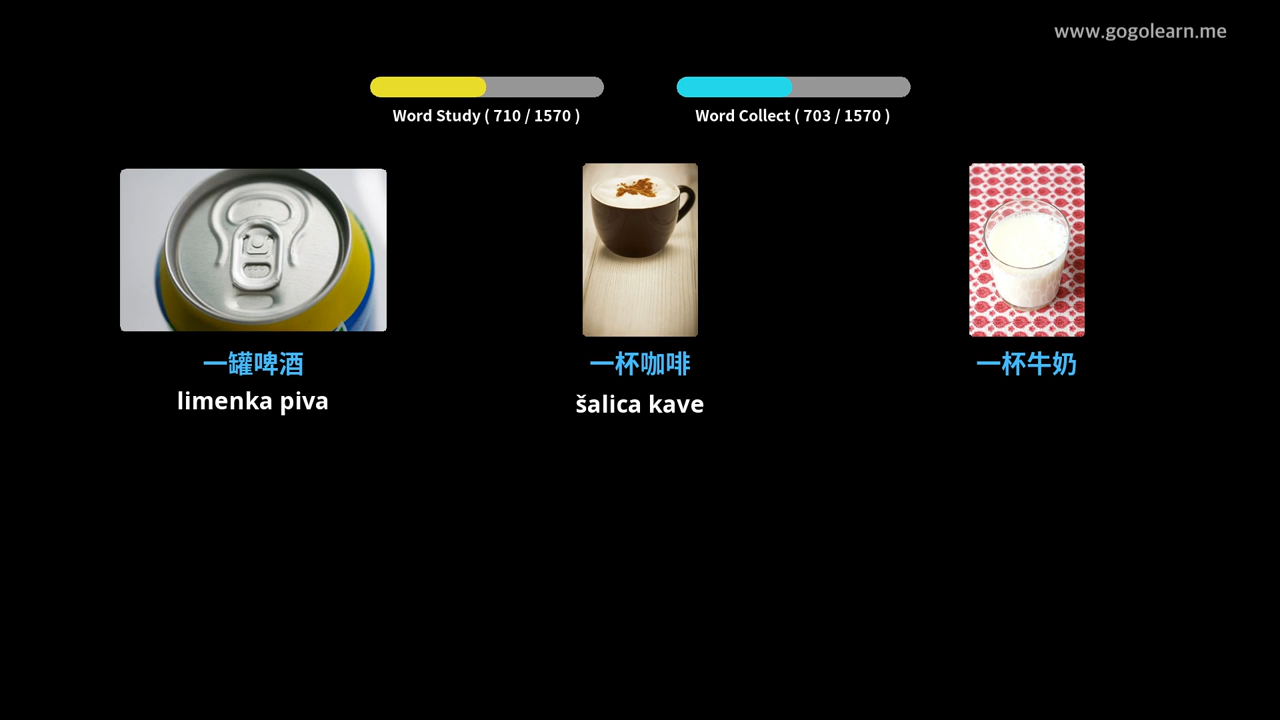 www.gogolearn.me
Word Study ( 710 / 1570 )
Word Collect ( 703 / 1570 )
一罐啤酒
limenka piva
一杯咖啡
šalica kave
一杯牛奶